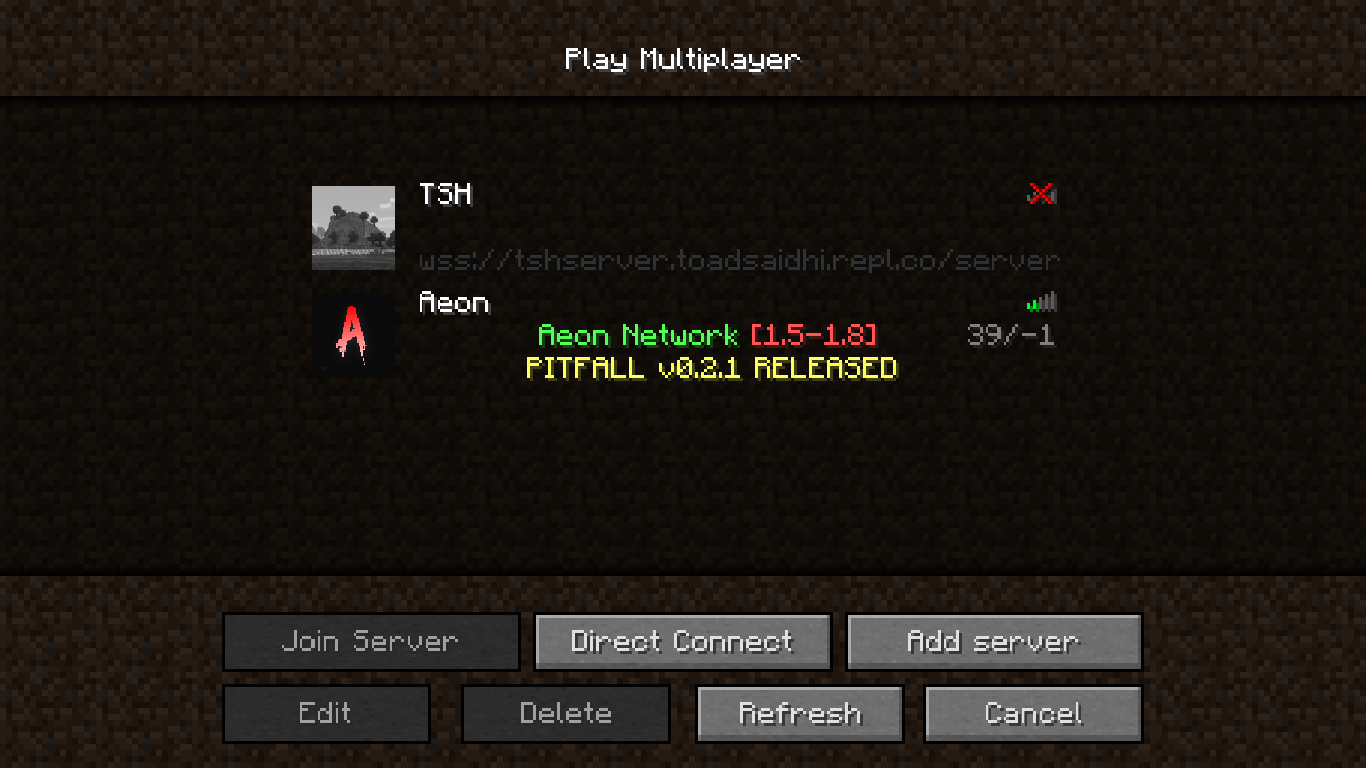 Play Multiplayer
TSH
wss://tshserver.toadsaidhi.repl.co/server
Aeon
Aeon Network [1.5-1.8] 39/-1
PITFALL v0.2.1 RELEASED
Join Server Direct Connect Add server
Edit Delete Refresh Cancel